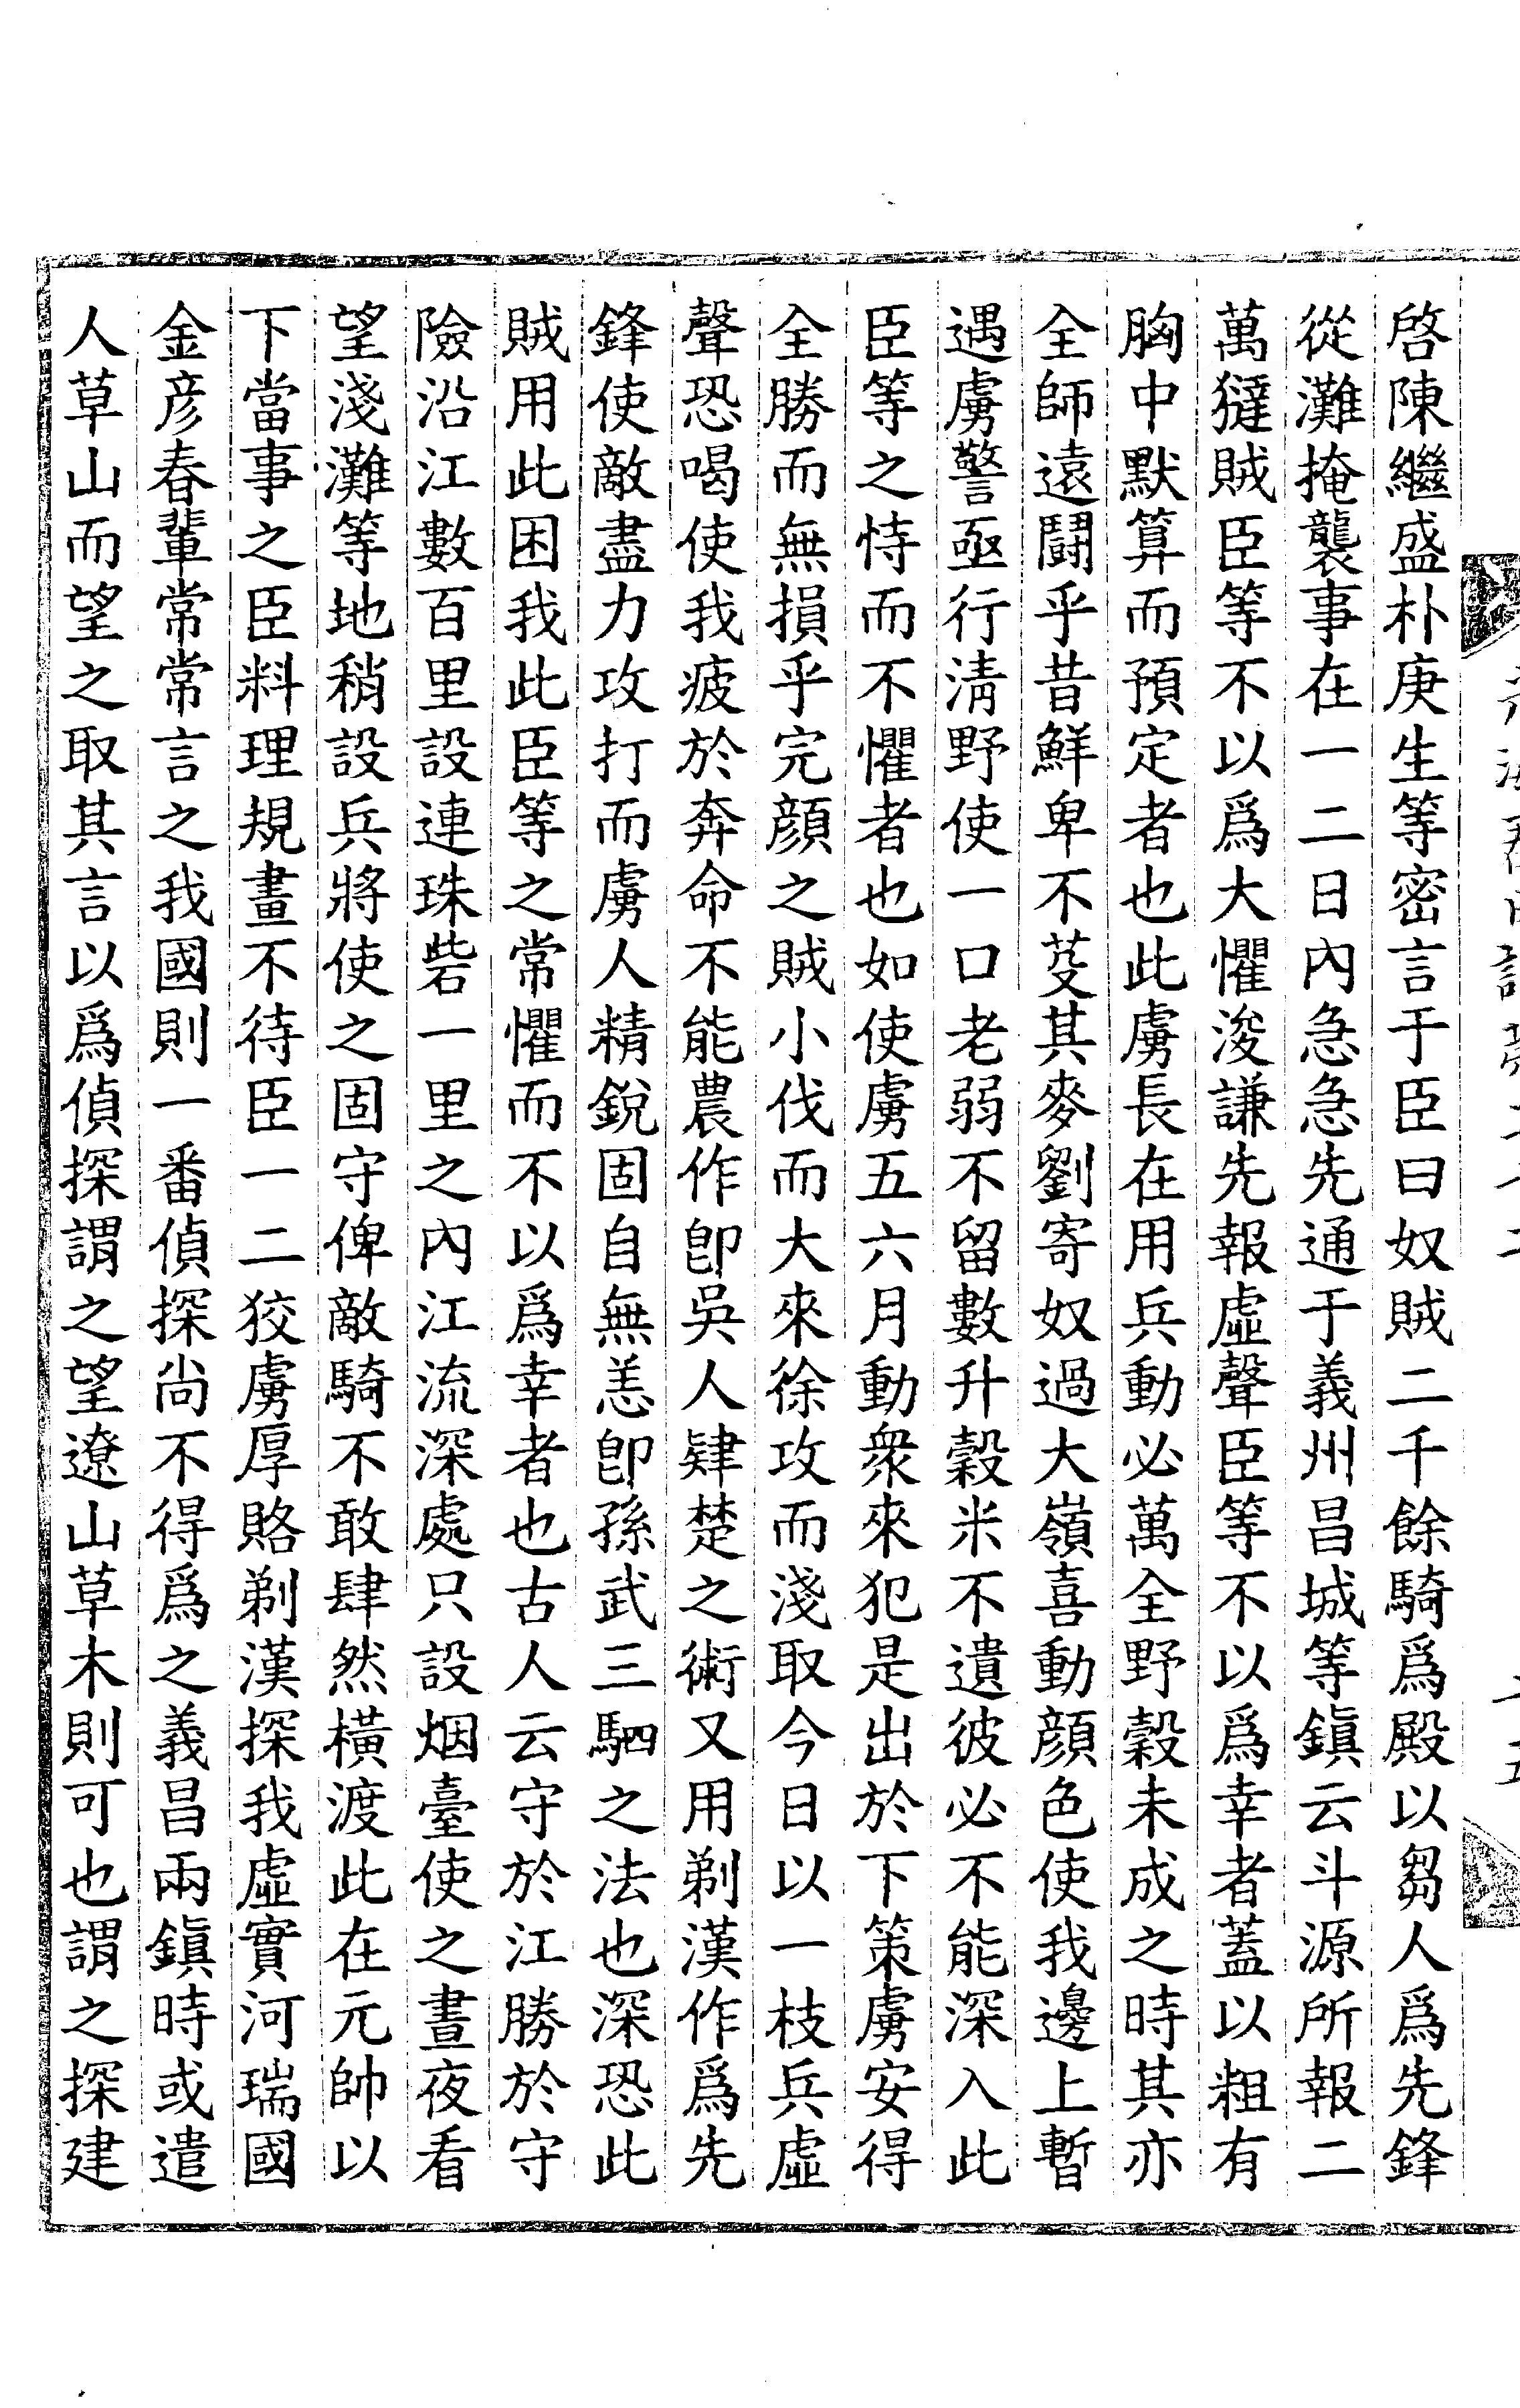 啓陳繼盛朴庚生等密言于臣曰奴賊二千餘騎爲殿以芻人爲先鋒
從灘掩襲事在一二日內急急先通于義州昌城等鎭云斗源所報二
萬㺚賊臣等不以爲大懼浚謙先報虛聲臣等不以爲幸者蓋以粗有
胸中默算而預定者也此虜長在用兵動必萬全野穀未成之時其亦
全師遠鬪乎昔鮮卑不芟其麥劉寄奴過大嶺喜動顔色使我邊上暫
遇虜警亟行淸野使一口老弱不留數升穀米不遺彼必不能深入此
臣等之恃而不懼者也如使虜五六月動衆來犯是出於下策虜安得
全勝而無損乎完顔之賊小伐而大來徐攻而淺取今日以一枝兵虛
聲恐喝使我疲於奔命不能農作卽吳人肄楚之術又用剃漢作爲先
鋒使敵盡力攻打而虜人精銳固自無恙卽孫武三駟之法也深恐此
賊用此困我此臣等之常懼而不以爲幸者也古人云守於江勝於守
險沿江數百里設連珠砦一里之內江流深處只設烟臺使之晝夜看
望淺灘等地稍設兵將使之固守俾敵騎不敢肆然橫渡此在元帥以
下當事之臣料理規畫不待臣一二狡虜厚賂剃漢探我虛實河瑞國
金彦春輩常常言之我國則一番偵探尙不得爲之義昌兩鎭時或遣
人草山而望之取其言以爲偵探謂之望遼山草木則可也謂之探建